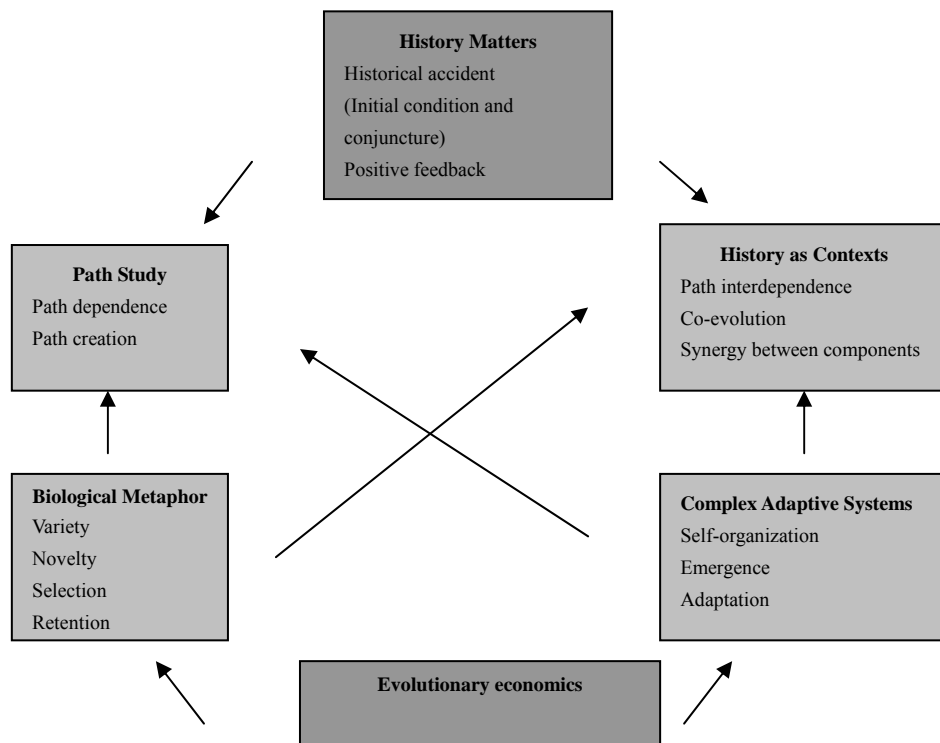 History Matters
Historical accident
(Initial condition and
conjuncture)
Positive feedback
Path Study
Path dependence
Path creation
History as Contexts
Path interdependence
Co-evolution
Synergy between components
Biological Metaphor
Variety
Novelty
Selection
Retention
Complex Adaptive Systems
Self-organization
Emergence
Adaptation
Evolutionary economics